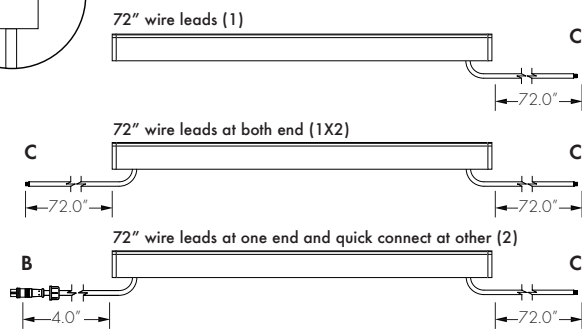 72” wire leads (1)
C
72.0”
72” wire leads at both end (1X2)
C C
72.0” 72.0”
72” wire leads at one end and quick connect at other (2)
B C
4.0” 72.0”